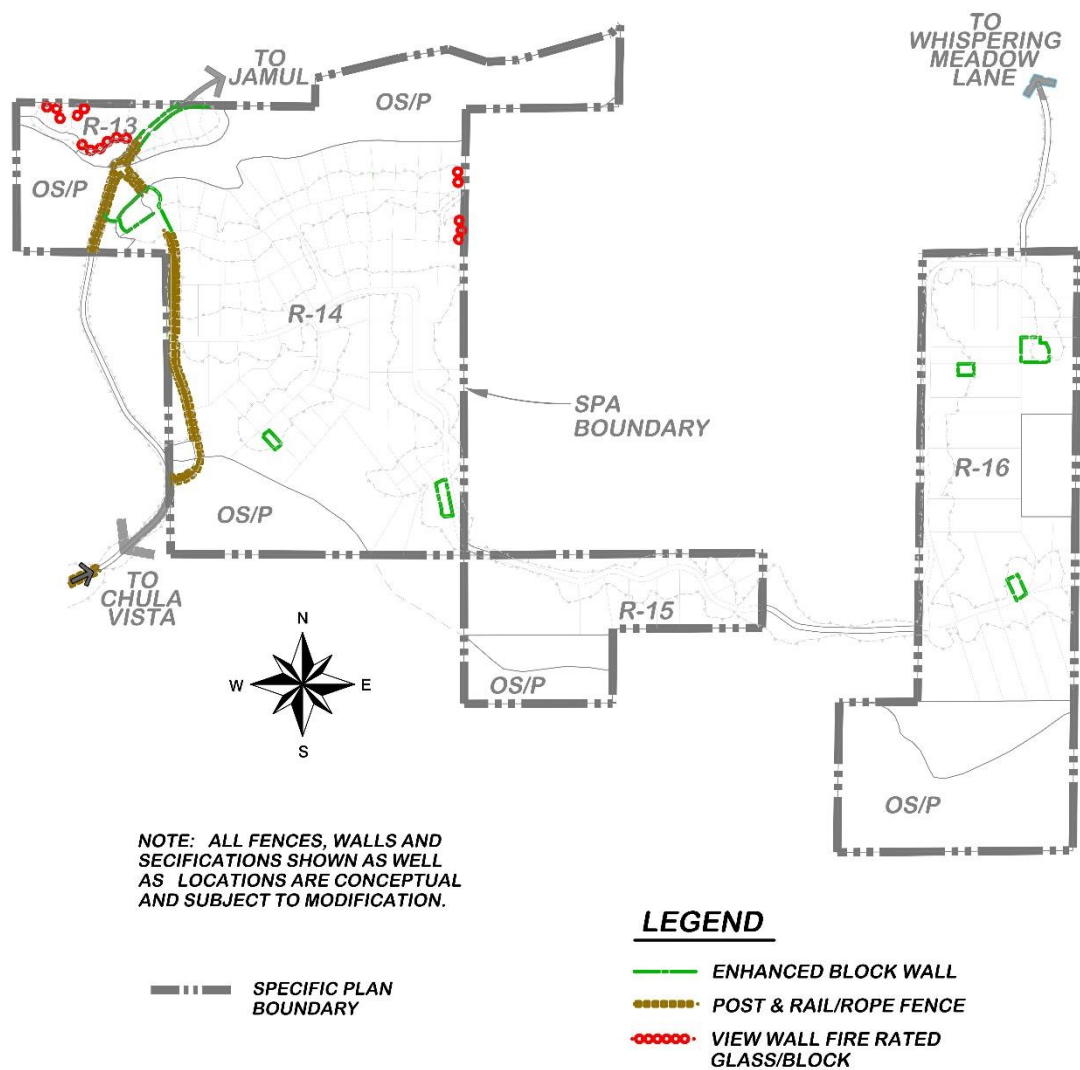 TO
WHISPERING
MEADOW
LANE
TO
JAMUL
OS/P
R-13
OS/P
R-14
SPA
BOUNDARY
R-16
OS/P
TO
CHULA
VISTA
R-15
N
W
E
S
OS/P
OS/P
NOTE: ALL FENCES, WALLS AND
SECIFICATIONS SHOWN AS WELL
AS LOCATIONS ARE CONCEPTUAL
AND SUBJECT TO MODIFICATION.
SPECIFIC PLAN
BOUNDARY
LEGEND
ENHANCED BLOCK WALL
POST & RAIL/ROPE FENCE
VIEW WALL FIRE RATED
GLASS/BLOCK